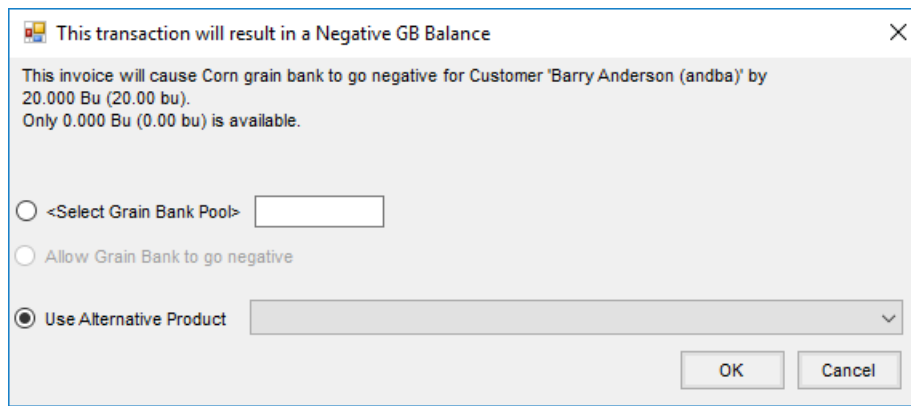 This transaction will result in a Negative GB Balance
This invoice will cause Corn grain bank to go negative for Customer 'Barry Anderson (andba)' by
20.000 Bu (20.00 bu).
Only 0.000 Bu (0.00 bu) is available.
<Select Grain Bank Pool>
Allow Grain Bank to go negative
Use Alternative Product
OK Cancel